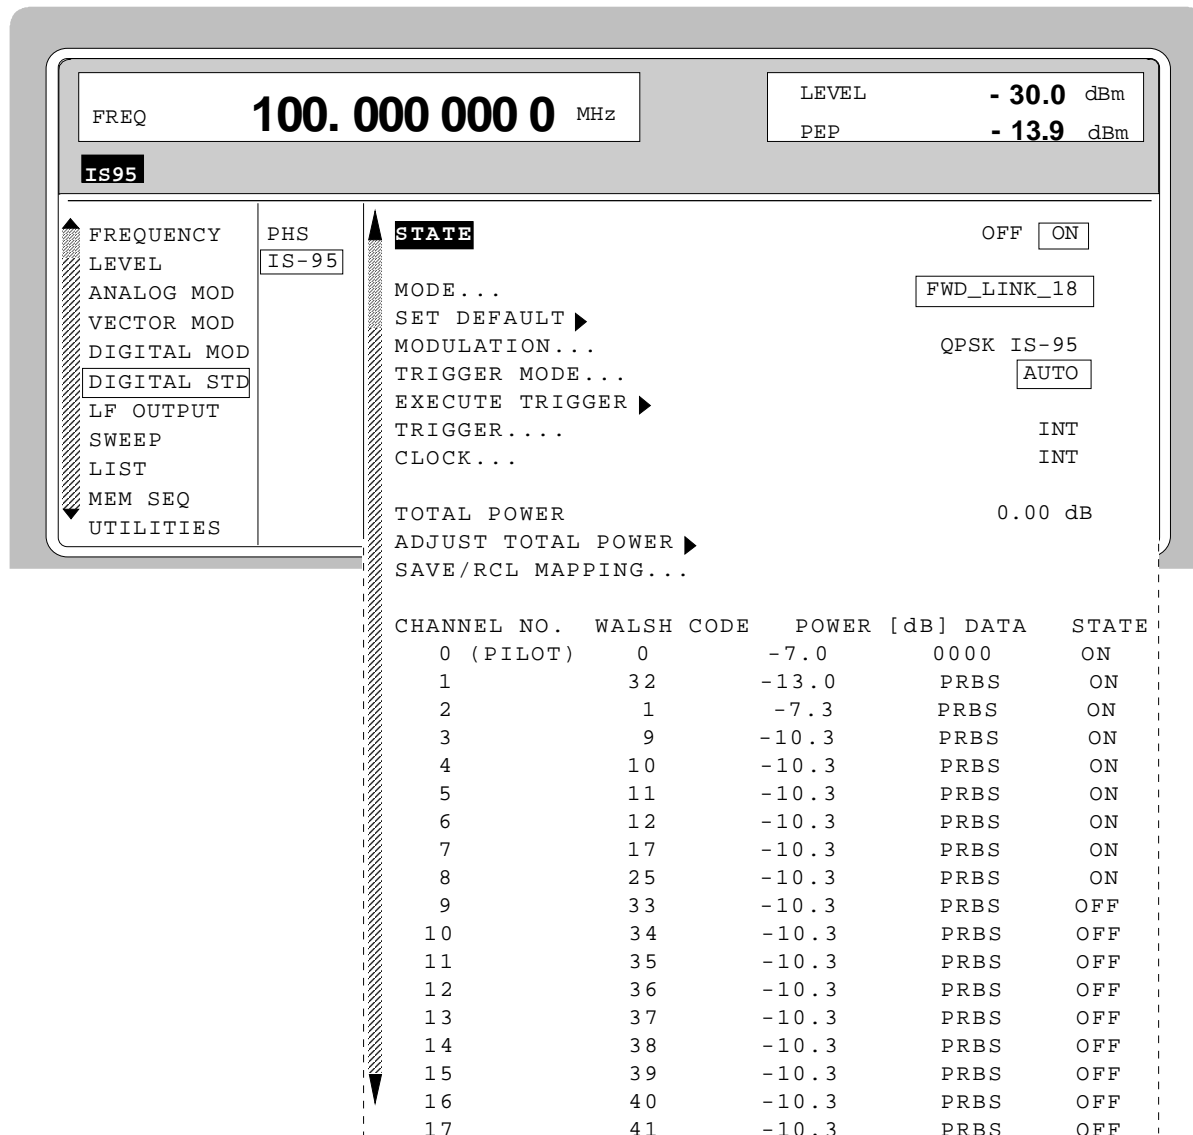 FREQ 100. 000 000 0 MHz
LEVEL - 30.0 dBm
PEP - 13.9 dBm
IS95
FREQUENCY
LEVEL
ANALOG MOD
VECTOR MOD
DIGITAL MOD
DIGITAL STD
LF OUTPUT
SWEEP
LIST
MEM SEQ
UTILITIES
PHS
IS-95
STATE OFF ON
MODE... FWD_LINK_18
SET DEFAULT
MODULATION... QPSK IS-95
TRIGGER MODE... AUTO
EXECUTE TRIGGER
TRIGGER.... INT
CLOCK... INT
TOTAL POWER 0.00 dB
ADJUST TOTAL POWER
SAVE/RCL MAPPING...
CHANNEL NO. WALSH CODE POWER [dB] DATA STATE
0 (PILOT) 0 -7.0 0000 ON
1 32 -13.0 PRBS ON
2 1 -7.3 PRBS ON
3 9 -10.3 PRBS ON
4 10 -10.3 PRBS ON
5 11 -10.3 PRBS ON
6 12 -10.3 PRBS ON
7 17 -10.3 PRBS ON
8 25 -10.3 PRBS ON
9 33 -10.3 PRBS OFF
10 34 -10.3 PRBS OFF
11 35 -10.3 PRBS OFF
12 36 -10.3 PRBS OFF
13 37 -10.3 PRBS OFF
14 38 -10.3 PRBS OFF
15 39 -10.3 PRBS OFF
16 40 -10.3 PRBS OFF
17 41 -10.3 PRBS OFF